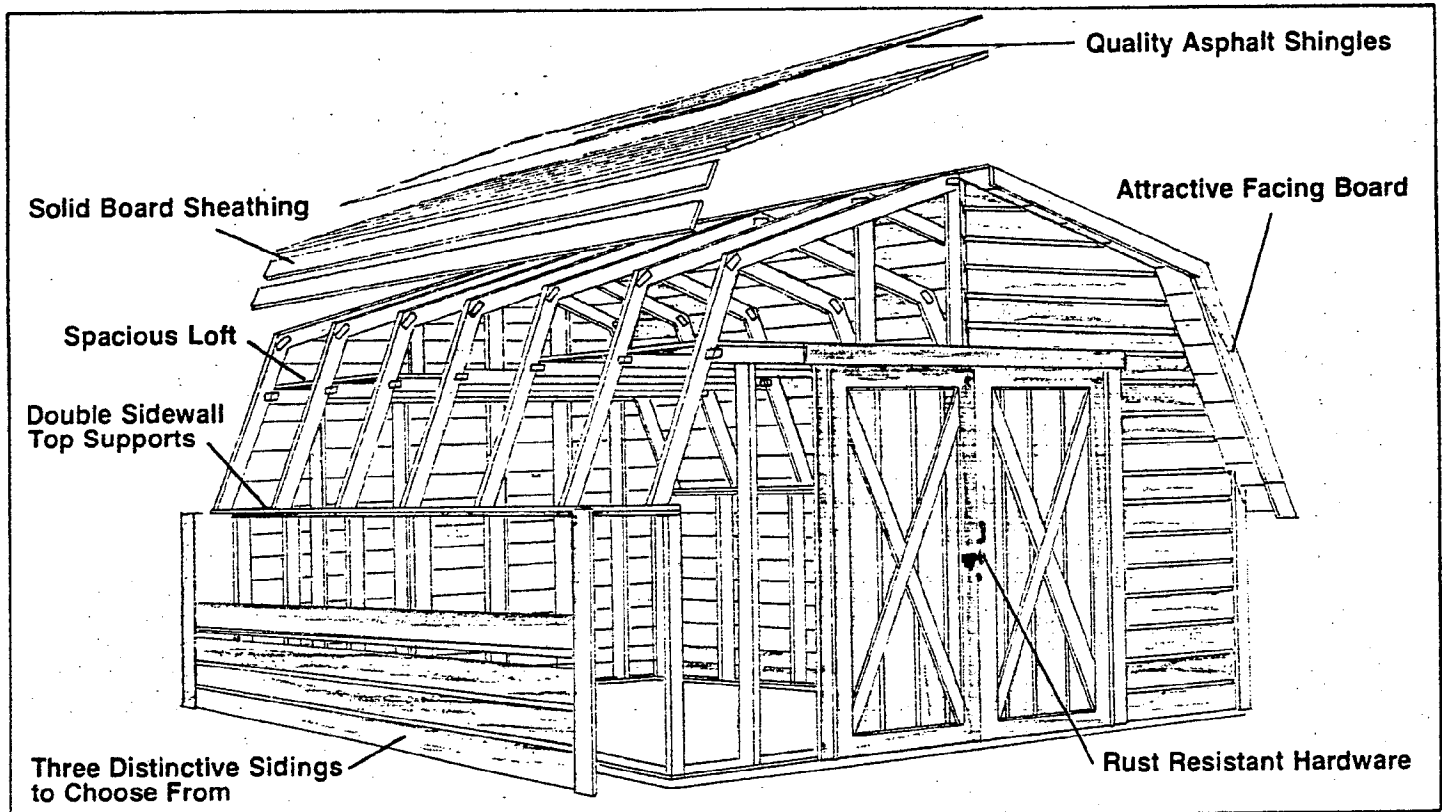 Quality Asphalt Shingles
Solid Board Sheathing
Attractive Facing Board
Spacious Loft
Double Sidewall
Top Supports
Three Distinctive Sidings
to Choose From
Rust Resistant Hardware